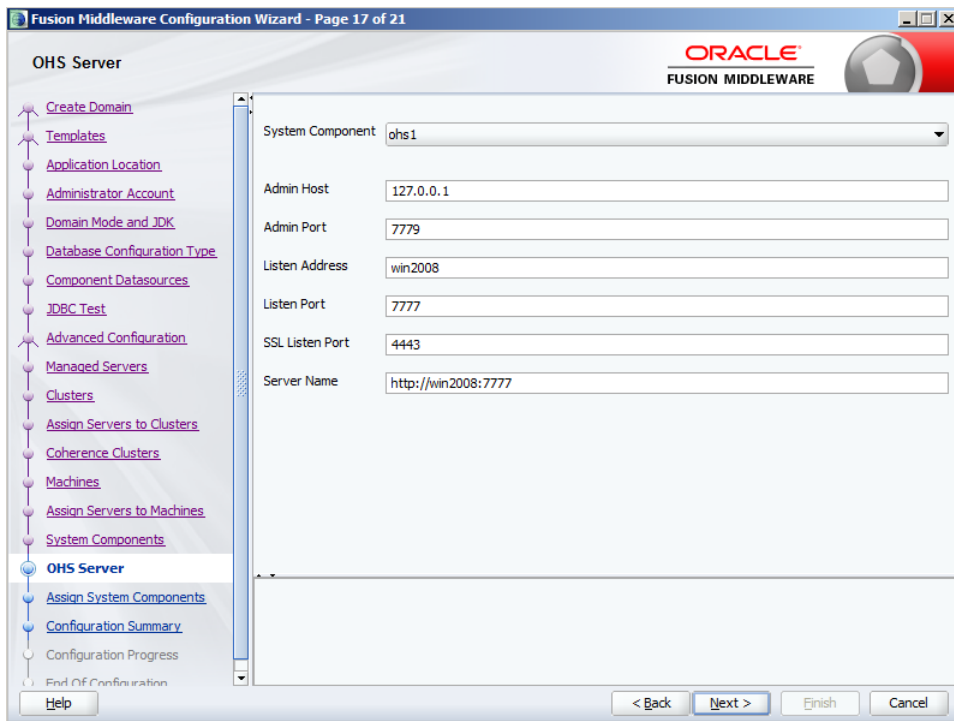 Fusion Middleware Configuration Wizard - Page 17 of 21
OHS Server
ORACLE
FUSION MIDDLEWARE
Create Domain
Templates
Application Location
Administrator Account
Domain Mode and JDK
Database Configuration Type
Component Datasources
JDBC Test
Advanced Configuration
Managed Servers
Clusters
Assign Servers to Clusters
Coherence Clusters
Machines
Assign Servers to Machines
System Components
OHS Server
Assign System Components
Configuration Summary
Configuration Progress
End Of Configuration
System Component ohs1
Admin Host 127.0.0.1
Admin Port 7779
Listen Address win2008
Listen Port 7777
SSL Listen Port 4443
Server Name http://win2008:7777
Help < Back Next > Finish Cancel